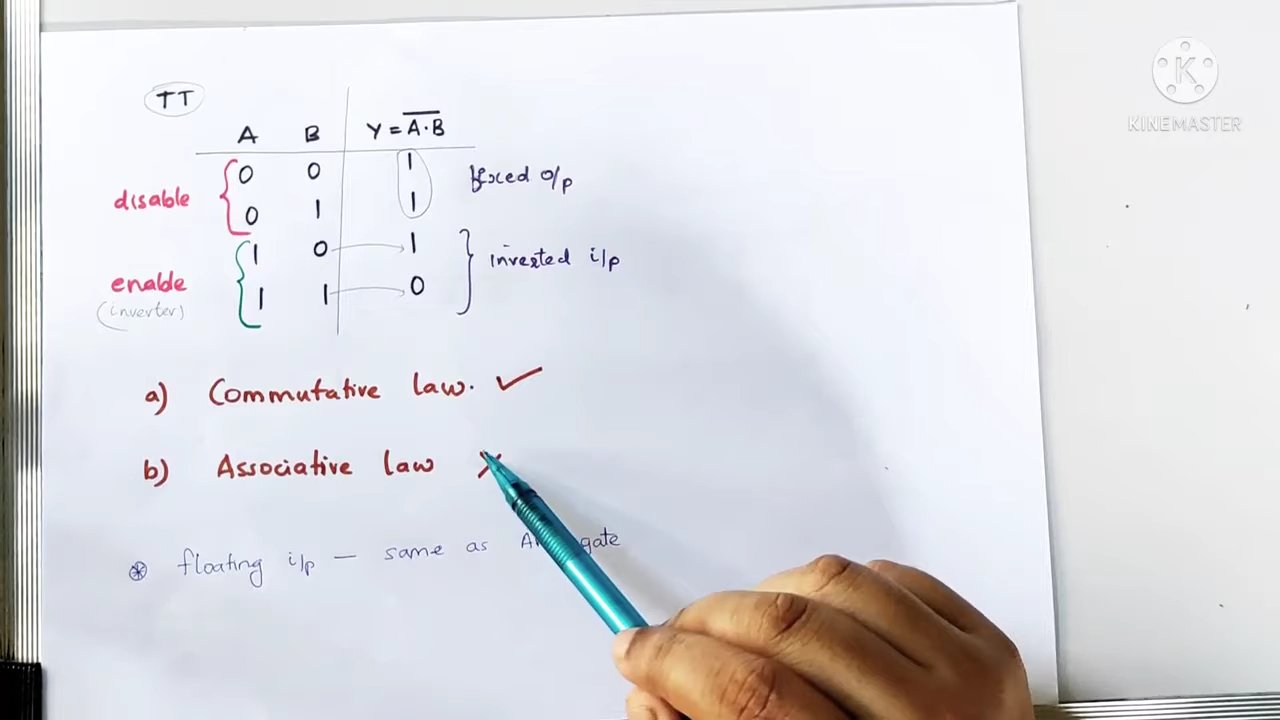 TT
A B Y = \overline{A·B}
0 0 1 fixed o/p
disable
0 1 1
1 0 1 inverted i/p
enable
(inverter)
1 1 0
a) Commutative law. ✓
b) Associative law ×
⊛ floating i/p — same as gate
K
KINEMASTER